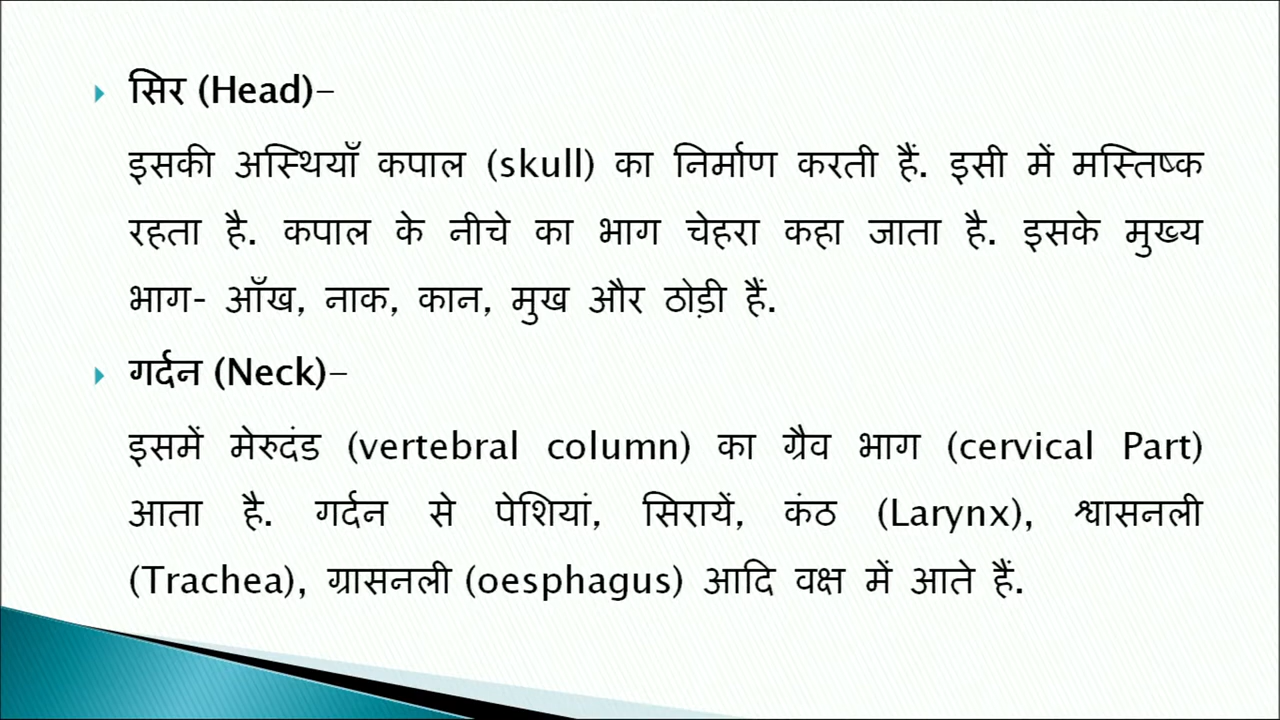 सिर (Head)–
इसकी अस्थियाँ कपाल (skull) का निर्माण करती हैं. इसी में मस्तिष्क
रहता है. कपाल के नीचे का भाग चेहरा कहा जाता है. इसके मुख्य
भाग- आँख, नाक, कान, मुख और ठोड़ी हैं.
गर्दन (Neck)–
इसमें मेरुदंड (vertebral column) का ग्रैव भाग (cervical Part)
आता है. गर्दन से पेशियां, सिरायें, कंठ (Larynx), श्वासनली
(Trachea), ग्रासनली (oesphagus) आदि वक्ष में आते हैं.